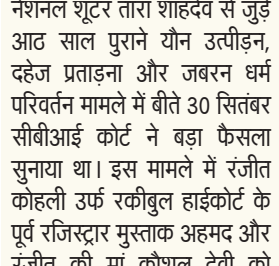 नेशनल शूटर तारा शाहदेव से जुड़े
आठ साल पुराने यौन उत्पीड़न,
दहेज प्रताड़ना और जबरन धर्म
परिवर्तन मामले में बीते 30 सितंबर
सीबीआई कोर्ट ने बड़ा फैसला
सुनाया था। इस मामले में रंजीत
कोहली उर्फ रकीबुल हाईकोर्ट के
पूर्व रजिस्ट्रार मुस्ताक अहमद और
रंजीत की मां कौशल देवी को